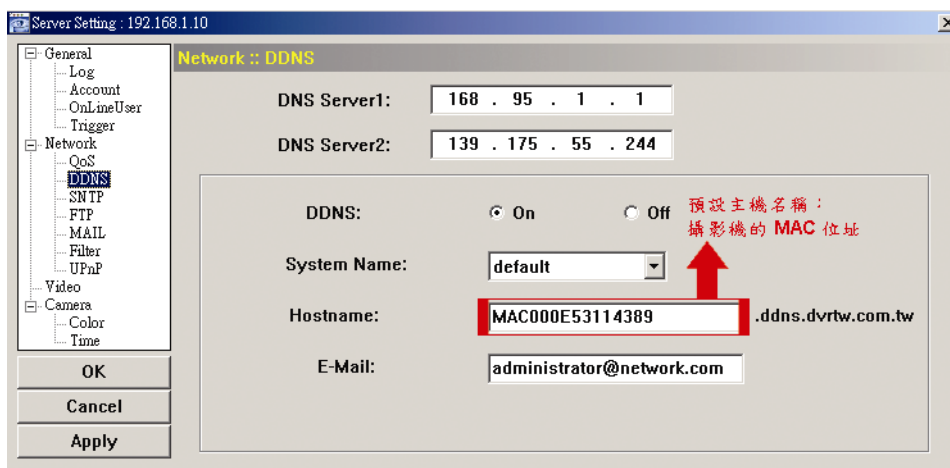 Server Setting : 192.168.1.10
General
Log
Account
OnLineUser
Trigger
Network
QoS
DDNS
SNTP
FTP
MAIL
Filter
UPnP
Video
Camera
Color
Time
OK
Cancel
Apply
Network :: DDNS
DNS Server1: 168 . 95 . 1 . 1
DNS Server2: 139 . 175 . 55 . 244
DDNS: On Off
預設主機名稱：
攝影機的 MAC 位址
System Name: default
Hostname: MAC000E53114389 .ddns.dvrtw.com.tw
E-Mail: administrator@network.com